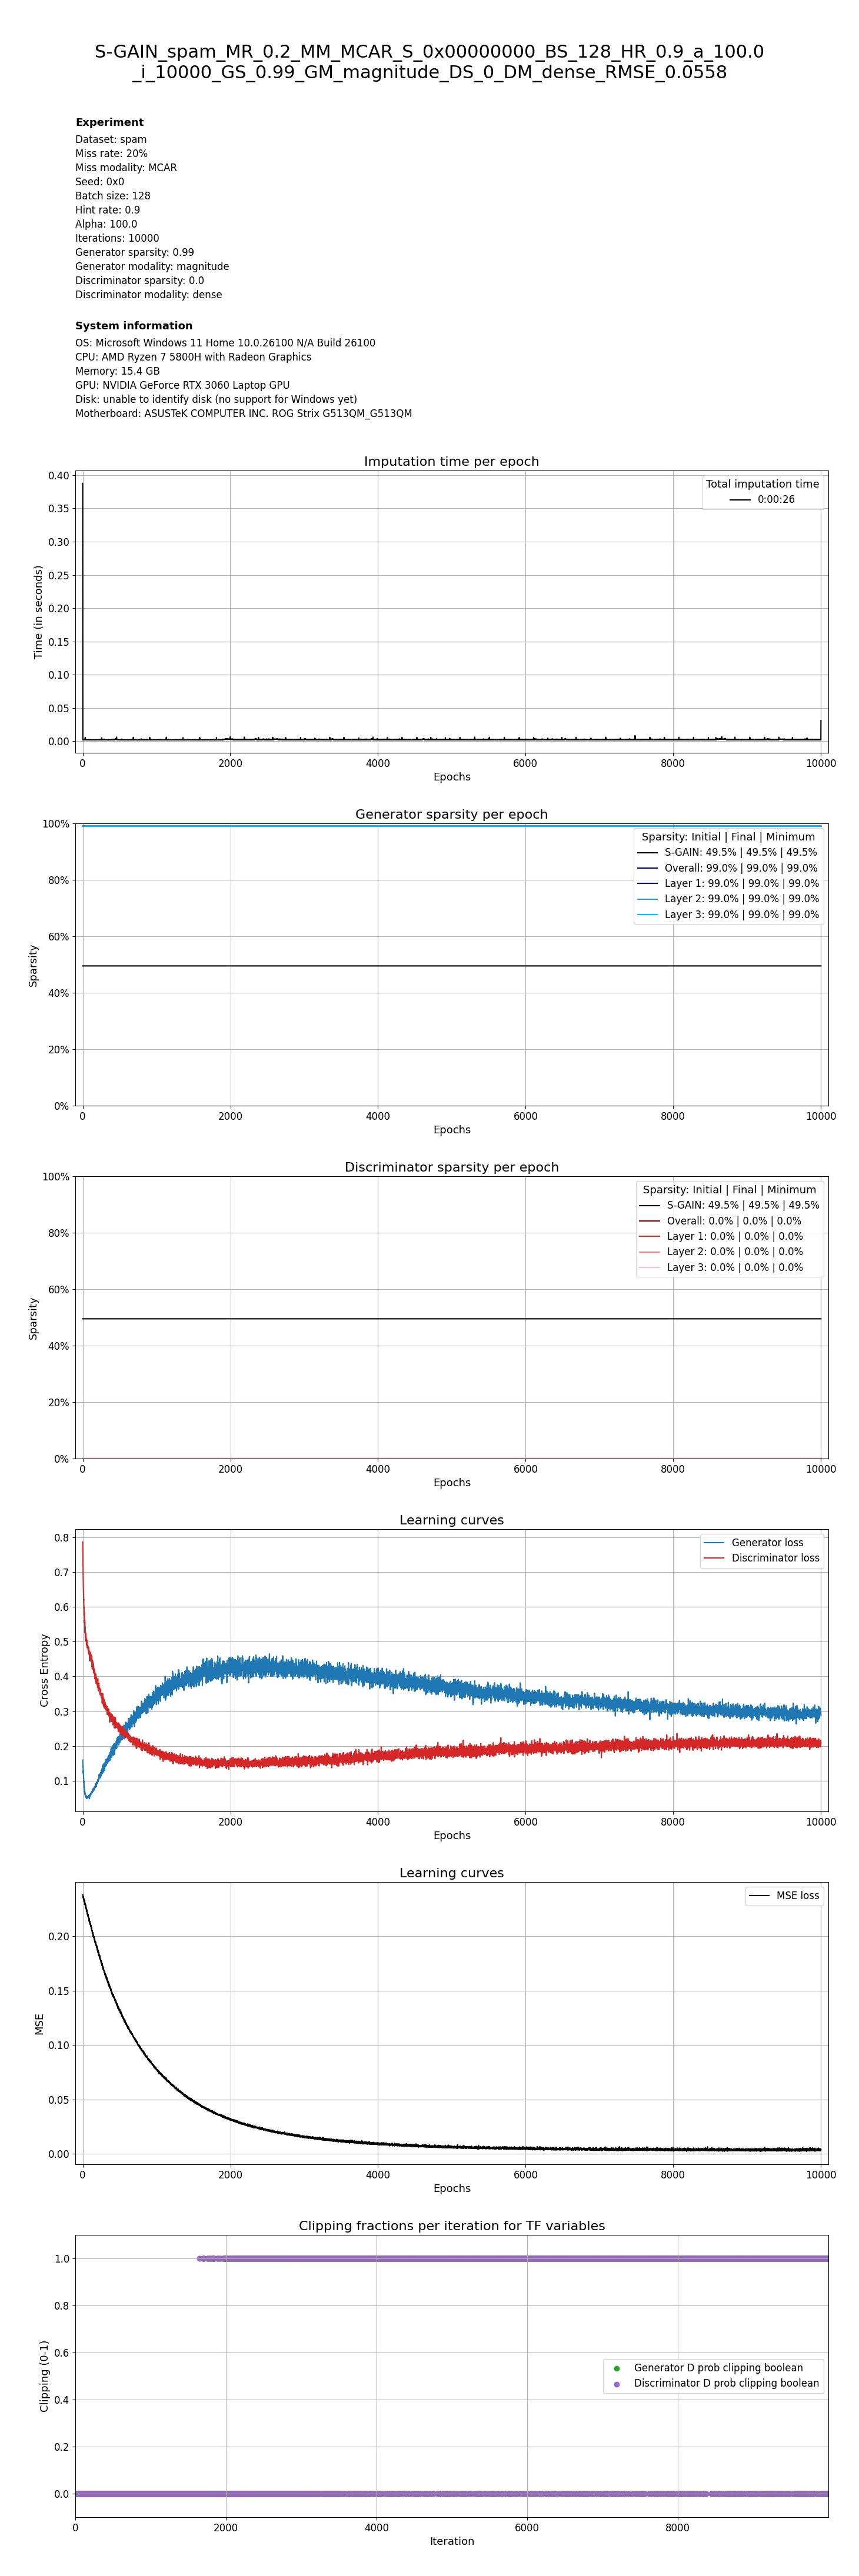 S-GAIN_spam_MR_0.2_MM_MCAR_S_0x00000000_BS_128_HR_0.9_a_100.0
_i_10000_GS_0.99_GM_magnitude_DS_0_DM_dense_RMSE_0.0558
Experiment
Dataset: spam
Miss rate: 20%
Miss modality: MCAR
Seed: 0x0
Batch size: 128
Hint rate: 0.9
Alpha: 100.0
Iterations: 10000
Generator sparsity: 0.99
Generator modality: magnitude
Discriminator sparsity: 0.0
Discriminator modality: dense
System information
OS: Microsoft Windows 11 Home 10.0.26100 N/A Build 26100
CPU: AMD Ryzen 7 5800H with Radeon Graphics
Memory: 15.4 GB
GPU: NVIDIA GeForce RTX 3060 Laptop GPU
Disk: unable to identify disk (no support for Windows yet)
Motherboard: ASUSTeK COMPUTER INC. ROG Strix G513QM_G513QM
Imputation time per epoch
Time (in seconds)
0.40
0.35
0.30
0.25
0.20
0.15
0.10
0.05
0.00
Total imputation time
0:00:26
0 2000 4000 6000 8000 10000
Epochs
Generator sparsity per epoch
Sparsity
100%
80%
60%
40%
20%
0%
Sparsity: Initial | Final | Minimum
S-GAIN: 49.5% | 49.5% | 49.5%
Overall: 99.0% | 99.0% | 99.0%
Layer 1: 99.0% | 99.0% | 99.0%
Layer 2: 99.0% | 99.0% | 99.0%
Layer 3: 99.0% | 99.0% | 99.0%
0 2000 4000 6000 8000 10000
Epochs
Discriminator sparsity per epoch
Sparsity
100%
80%
60%
40%
20%
0%
Sparsity: Initial | Final | Minimum
S-GAIN: 49.5% | 49.5% | 49.5%
Overall: 0.0% | 0.0% | 0.0%
Layer 1: 0.0% | 0.0% | 0.0%
Layer 2: 0.0% | 0.0% | 0.0%
Layer 3: 0.0% | 0.0% | 0.0%
0 2000 4000 6000 8000 10000
Epochs
Learning curves
Cross Entropy
0.8
0.7
0.6
0.5
0.4
0.3
0.2
0.1
Generator loss
Discriminator loss
0 2000 4000 6000 8000 10000
Epochs
Learning curves
MSE
0.20
0.15
0.10
0.05
0.00
MSE loss
0 2000 4000 6000 8000 10000
Epochs
Clipping fractions per iteration for TF variables
Clipping (0-1)
1.0
0.8
0.6
0.4
0.2
0.0
Generator D prob clipping boolean
Discriminator D prob clipping boolean
0 2000 4000 6000 8000
Iteration